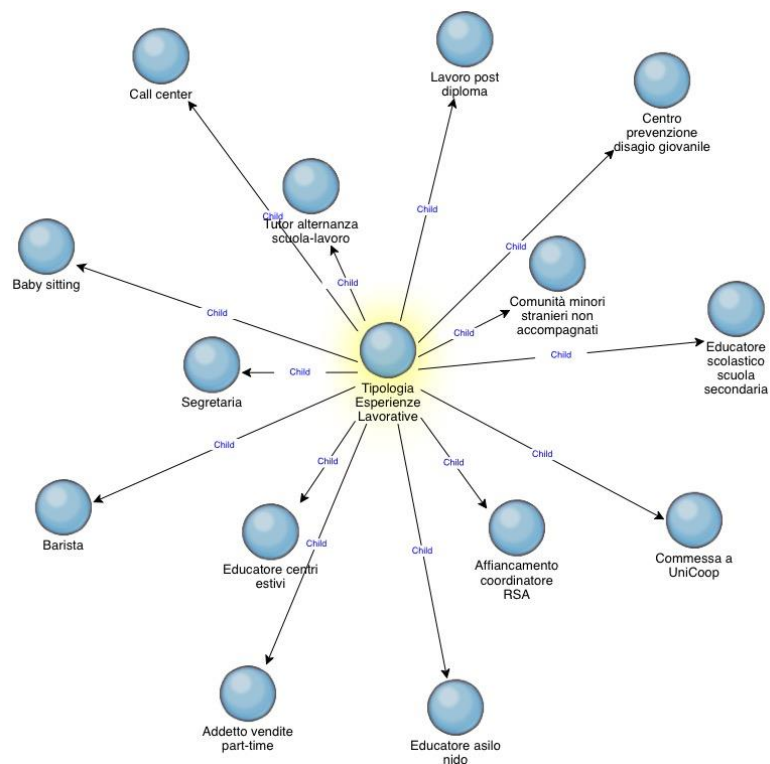 Lavoro post
diploma
Call center
Centro
prevenzione
disagio giovanile
Child
Child
Tutor alternanza
scuola-lavoro
Child
Baby sitting
Child
Comunità minori
stranieri non
accompagnati
Child
Child
Child
Educatore
scolastico
scuola
secondaria
Child
Segretaria
Child
Tipologia
Esperienze
Lavorative
Child
Child
Child
Child
Barista
Child
Child
Educatore centri
estivi
Affiancamento
coordinatore
RSA
Commessa a
UniCoop
Addetto vendite
part-time
Educatore asilo
nido